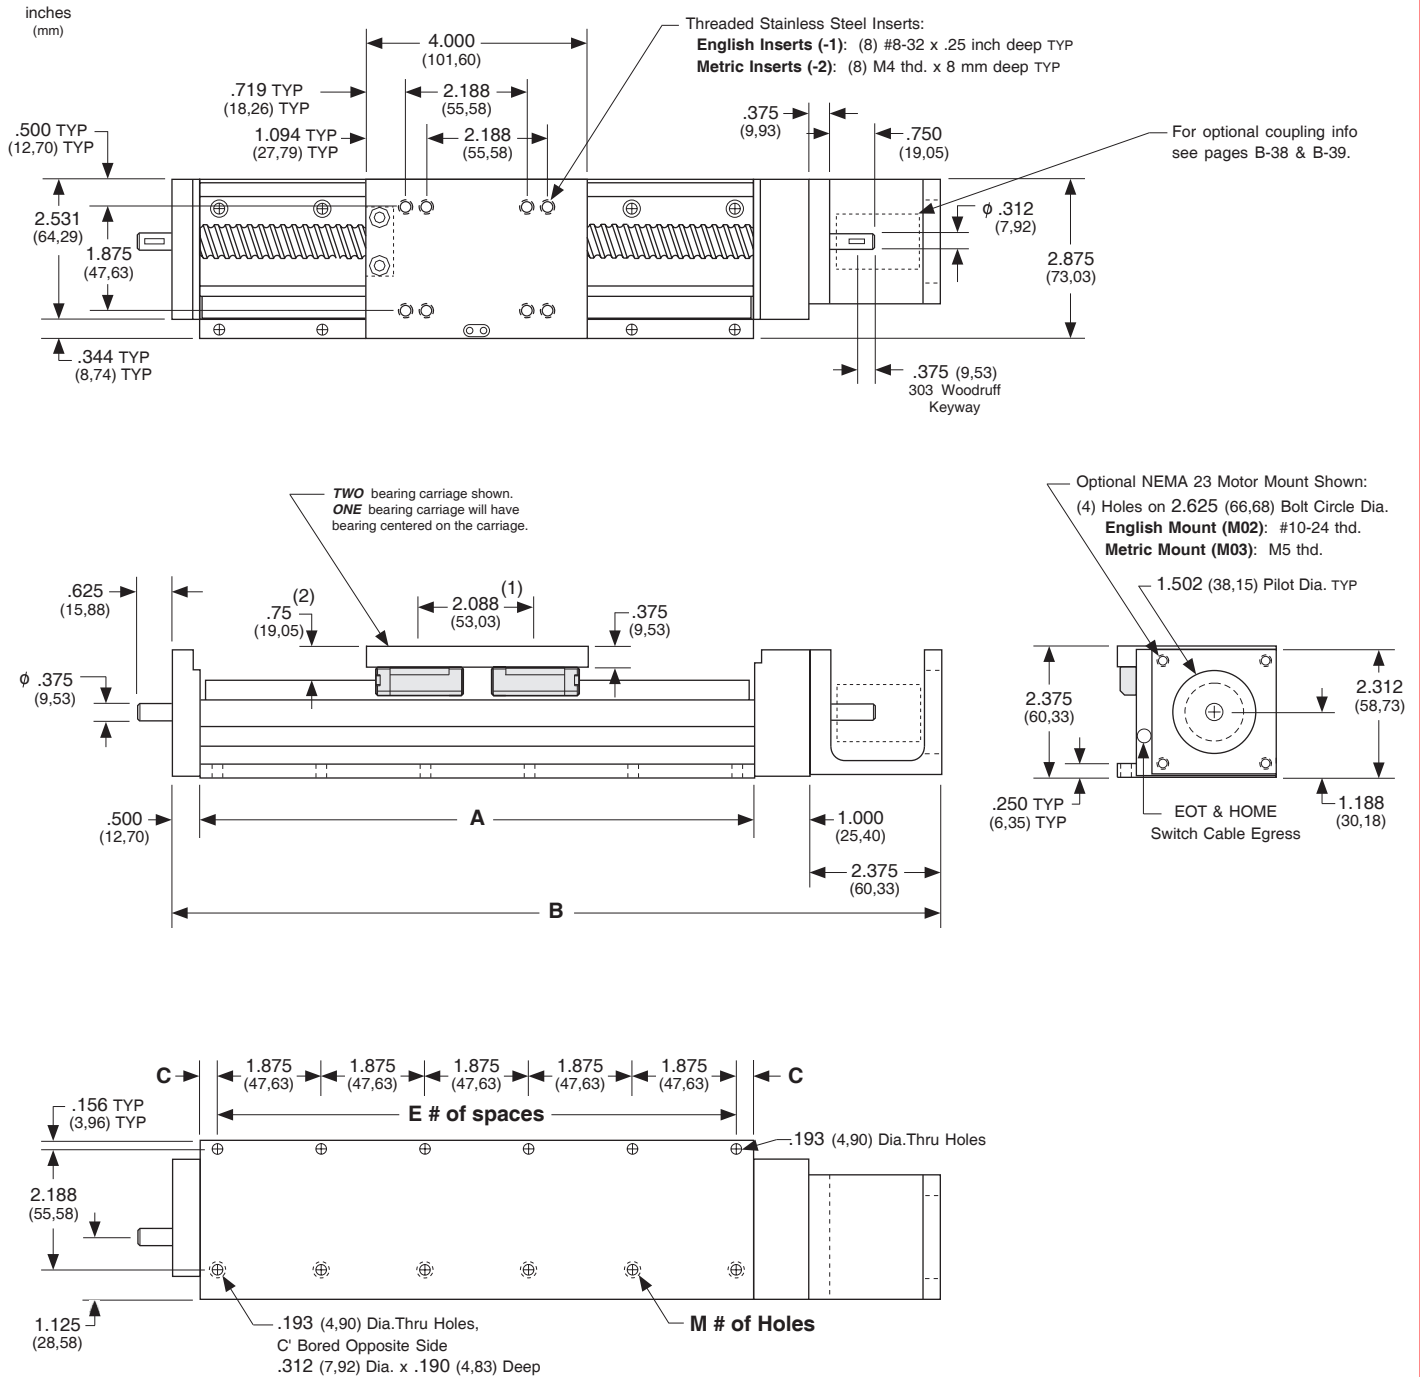 inches
(mm)
Threaded Stainless Steel Inserts:
English Inserts (-1): (8) #8-32 x .25 inch deep TYP
Metric Inserts (-2): (8) M4 thd. x 8 mm deep TYP
4.000
(101,60)
.719 TYP
(18,26) TYP
2.188
(55,58)
1.094 TYP
(27,79) TYP
2.188
(55,58)
.500 TYP
(12,70) TYP
.375
(9,93)
.750
(19,05)
For optional coupling info
see pages B-38 & B-39.
2.531
(64,29)
1.875
(47,63)
ϕ .312
(7,92)
2.875
(73,03)
.344 TYP
(8,74) TYP
.375 (9,53)
303 Woodruff
Keyway
TWO bearing carriage shown.
ONE bearing carriage will have
bearing centered on the carriage.
Optional NEMA 23 Motor Mount Shown:
(4) Holes on 2.625 (66,68) Bolt Circle Dia.
English Mount (M02): #10-24 thd.
Metric Mount (M03): M5 thd.
1.502 (38,15) Pilot Dia. TYP
.625
(15,88)
(2)
.75
(19,05)
(1)
2.088
(53,03)
.375
(9,53)
ϕ .375
(9,53)
2.375
(60,33)
2.312
(58,73)
.250 TYP
(6,35) TYP
EOT & HOME
Switch Cable Egress
1.188
(30,18)
.500
(12,70)
A
1.000
(25,40)
2.375
(60,33)
B
C
1.875
(47,63)
1.875
(47,63)
1.875
(47,63)
1.875
(47,63)
1.875
(47,63)
C
E # of spaces
.156 TYP
(3,96) TYP
.193 (4,90) Dia.Thru Holes
2.188
(55,58)
1.125
(28,58)
.193 (4,90) Dia.Thru Holes,
C' Bored Opposite Side
.312 (7,92) Dia. x .190 (4,83) Deep
M # of Holes